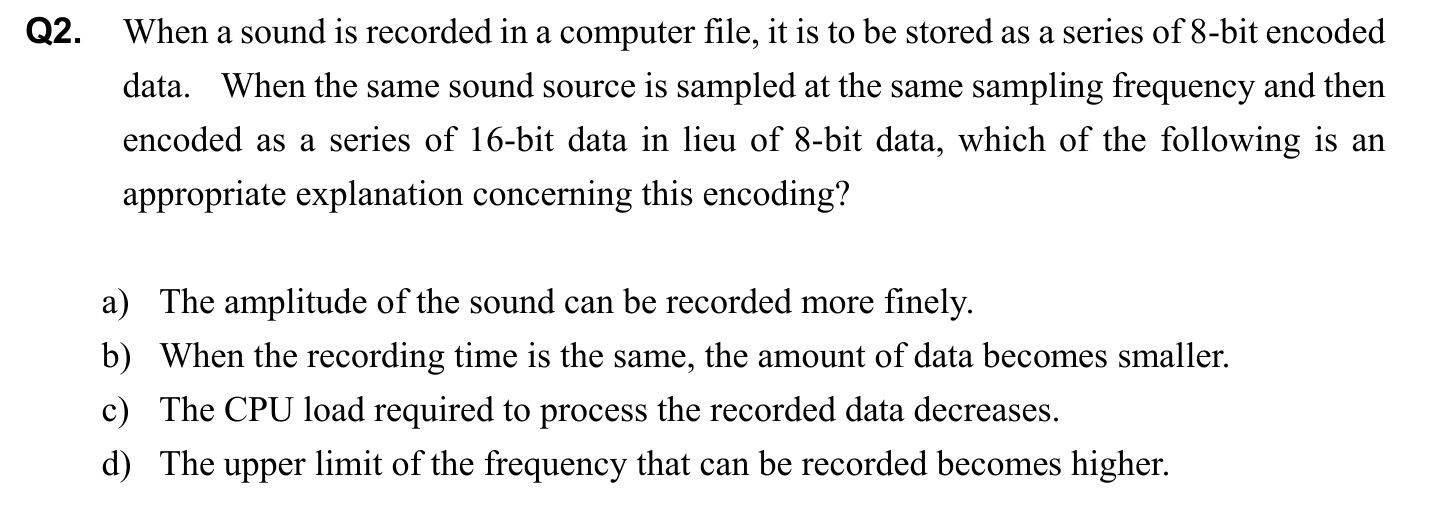 Q2. When a sound is recorded in a computer file, it is to be stored as a series of 8-bit encoded
data. When the same sound source is sampled at the same sampling frequency and then
encoded as a series of 16-bit data in lieu of 8-bit data, which of the following is an
appropriate explanation concerning this encoding?
a) The amplitude of the sound can be recorded more finely.
b) When the recording time is the same, the amount of data becomes smaller.
c) The CPU load required to process the recorded data decreases.
d) The upper limit of the frequency that can be recorded becomes higher.